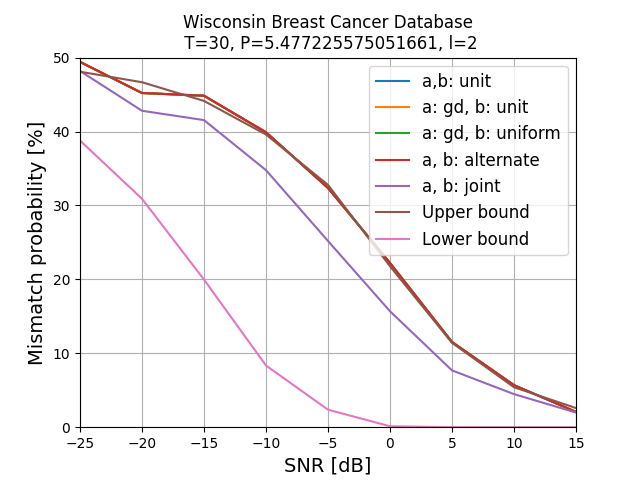 Wisconsin Breast Cancer Database
T=30, P=5.477225575051661, l=2
50
40
30
20
10
0
Mismatch probability [%]
a,b: unit
a: gd, b: unit
a: gd, b: uniform
a, b: alternate
a, b: joint
Upper bound
Lower bound
−25 −20 −15 −10 −5 0 5 10 15
SNR [dB]